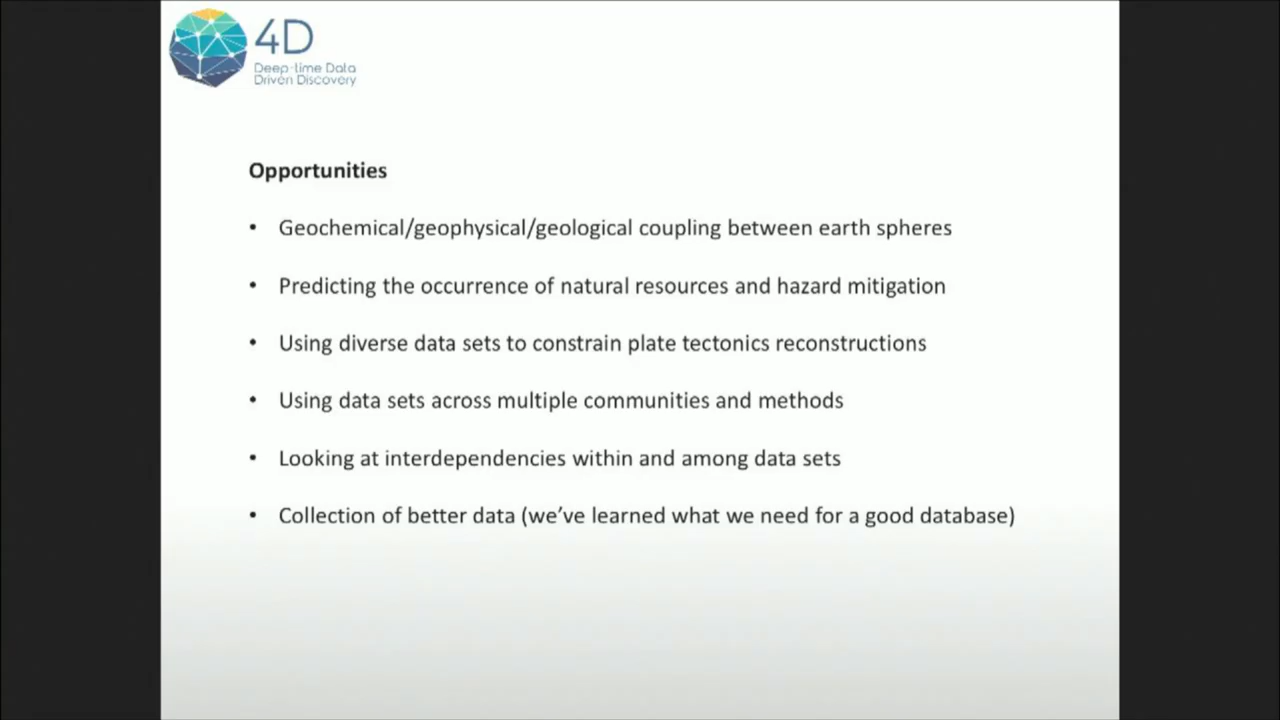 4D
Deep-time Data
Driven Discovery
Opportunities
• Geochemical/geophysical/geological coupling between earth spheres
• Predicting the occurrence of natural resources and hazard mitigation
• Using diverse data sets to constrain plate tectonics reconstructions
• Using data sets across multiple communities and methods
• Looking at interdependencies within and among data sets
• Collection of better data (we’ve learned what we need for a good database)